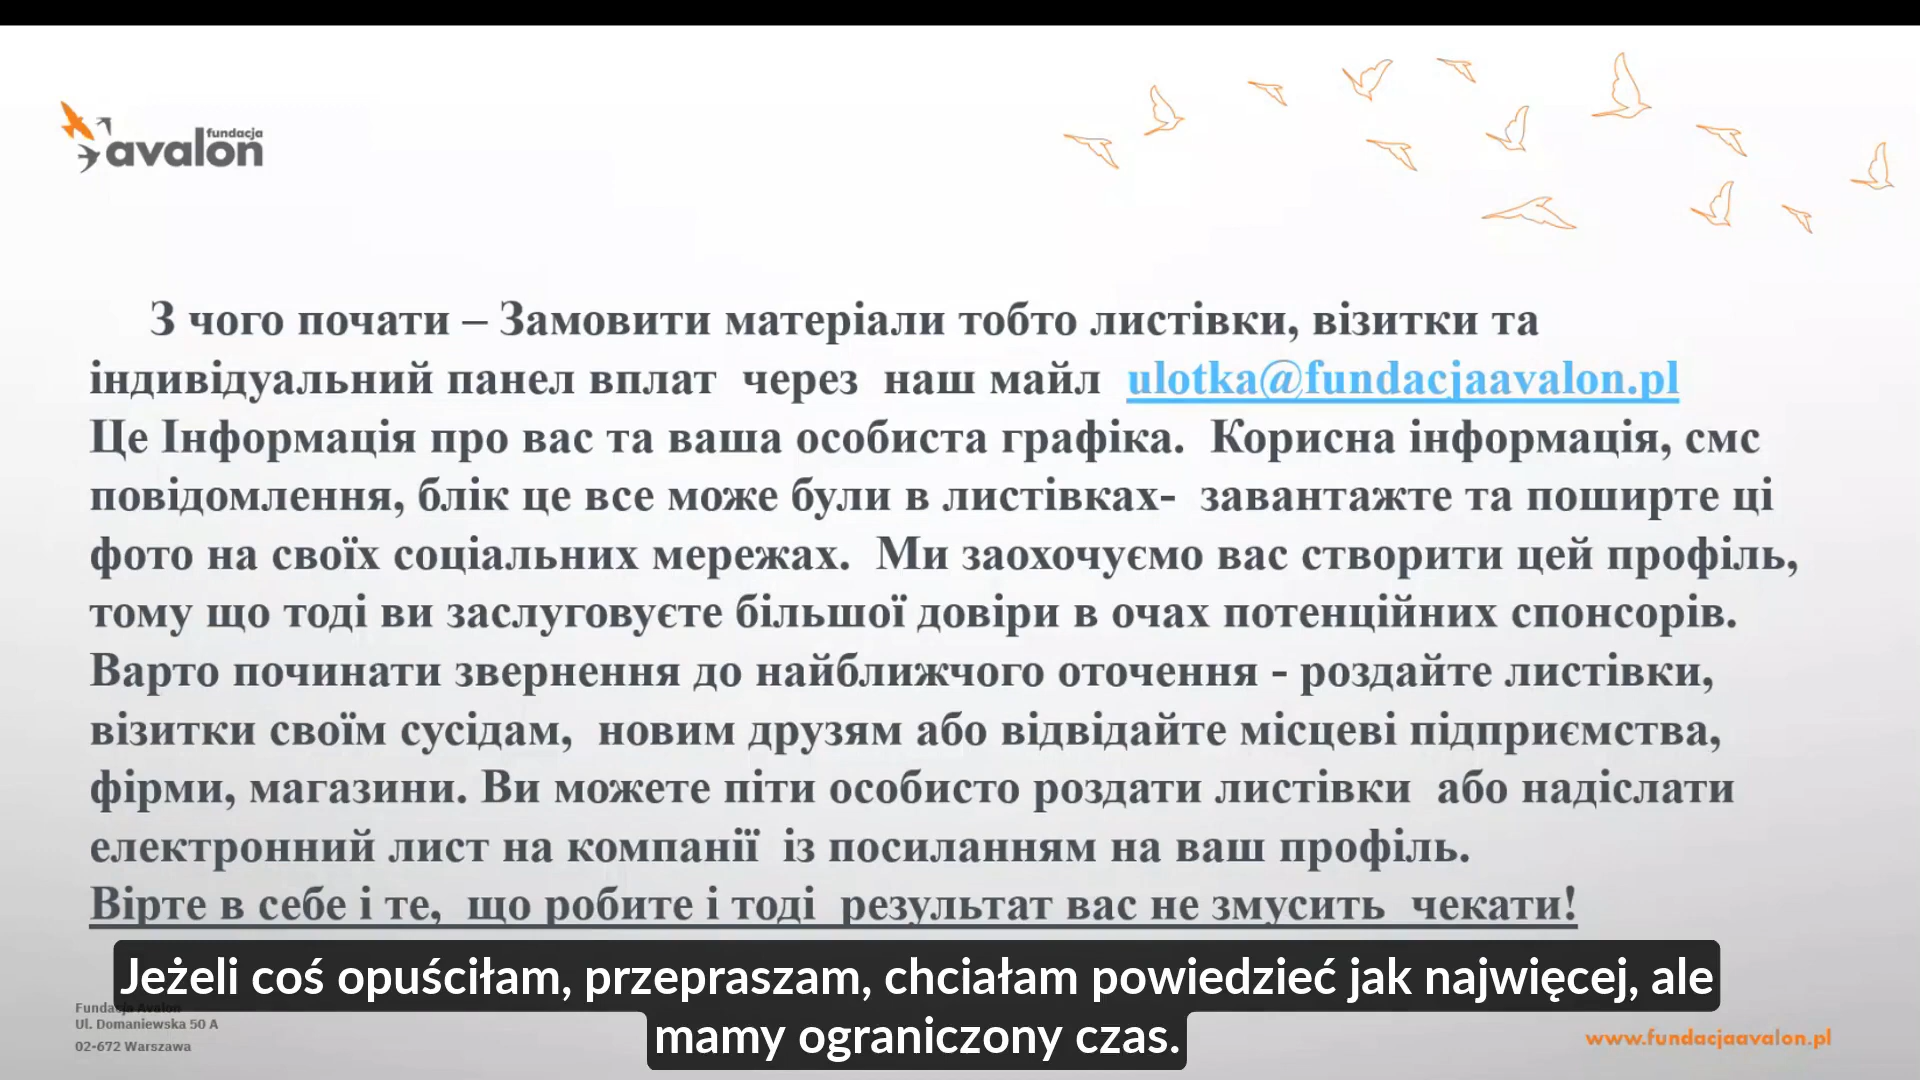 fundacja
avalon
З чого почати – Замовити матеріали тобто листівки, візитки та
індивідуальний панел вплат через наш майл ulotka@fundacjaavalon.pl
Це Інформація про вас та ваша особиста графіка. Корисна інформація, смс
повідомлення, блік це все може були в листівках- завантажте та поширте ці
фото на своїх соціальних мережах. Ми заохочуємо вас створити цей профіль,
тому що тоді ви заслуговуєте більшої довіри в очах потенційних спонсорів.
Варто починати звернення до найближчого оточення - роздайте листівки,
візитки своїм сусідам, новим друзям або відвідайте місцеві підприємства,
фірми, магазини. Ви можете піти особисто роздати листівки або надіслати
електронний лист на компанії із посиланням на ваш профіль.
Вірте в себе і те, що робите і тоді результат вас не змусить чекати!
Jeżeli coś opuściłam, przepraszam, chciałam powiedzieć jak najwięcej, ale
mamy ograniczony czas.
Fundacja Avalon
Ul. Domaniewska 50 A
02-672 Warszawa
www.fundacjaavalon.pl